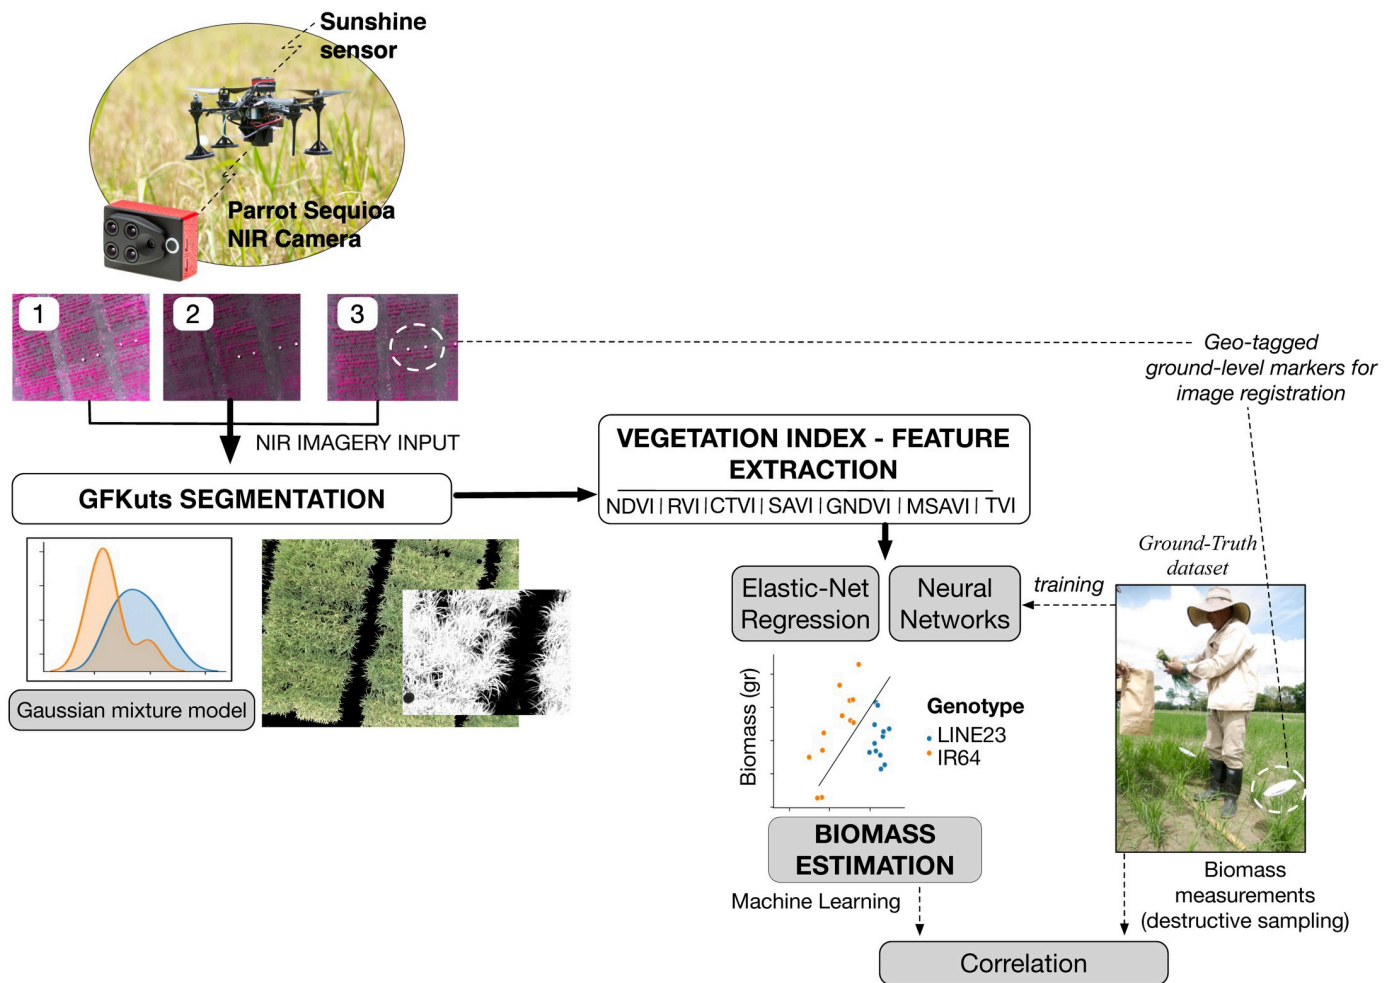 Sunshine
sensor
Parrot Sequioa
NIR Camera
1
2
3
Geo-tagged
ground-level markers for
image registration
NIR IMAGERY INPUT
GFKuts SEGMENTATION
VEGETATION INDEX - FEATURE
EXTRACTION
NDVI | RVI | CTVI | SAVI | GNDVI | MSAVI | TVI
Gaussian mixture model
Elastic-Net
Regression
Neural
Networks
training
Ground-Truth
dataset
Biomass (gr)
Genotype
LINE23
IR64
BIOMASS
ESTIMATION
Machine Learning
Biomass
measurements
(destructive sampling)
Correlation